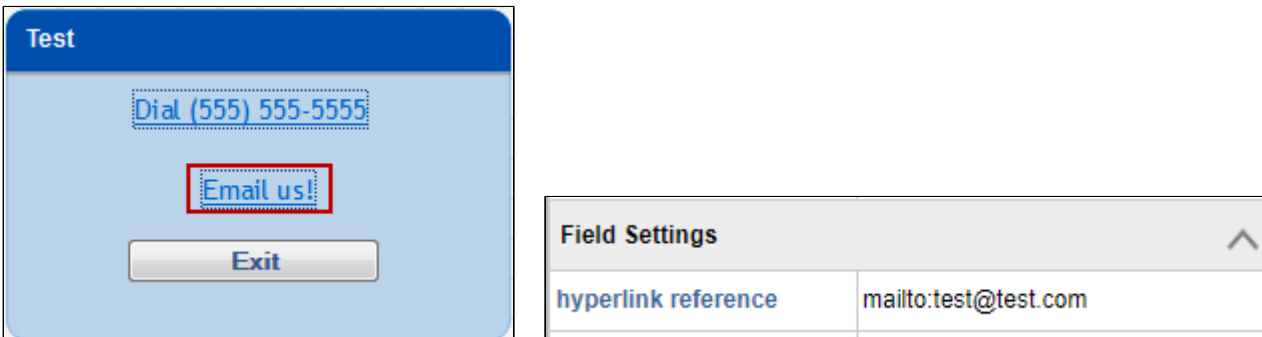 Test
Dial (555) 555-5555
Email us!
Exit
Field Settings
hyperlink reference mailto:test@test.com